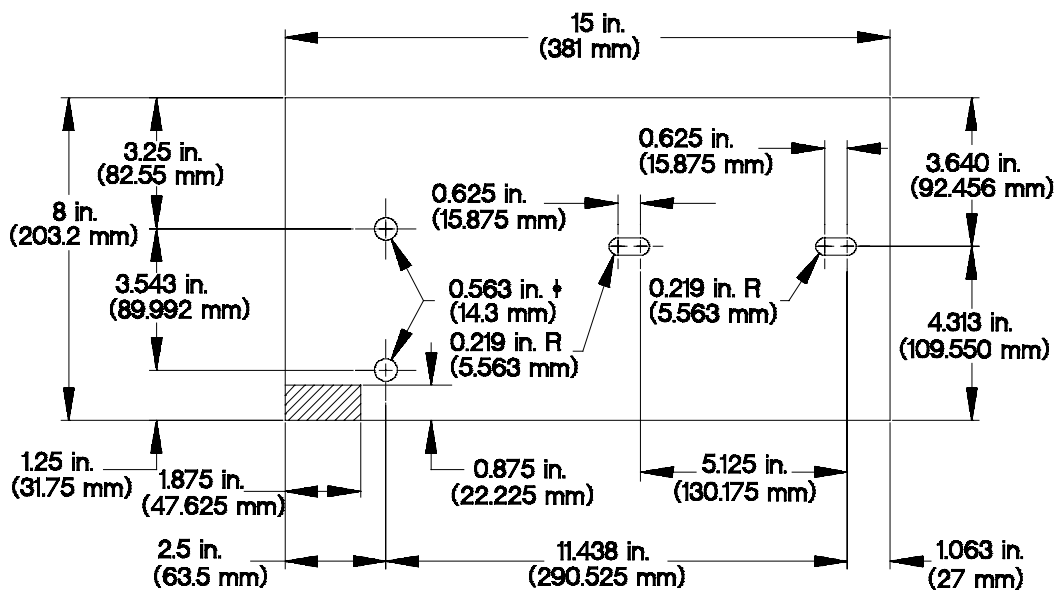 15 in.
(381 mm)
3.25 in.
(82.55 mm)
0.625 in.
(15.875 mm)
3.640 in.
(92.456 mm)
0.625 in.
(15.875 mm)
8 in.
(203.2 mm)
3.543 in.
(89.992 mm)
0.563 in. ϕ
(14.3 mm)
0.219 in. R
(5.563 mm)
0.219 in. R
(5.563 mm)
4.313 in.
(109.550 mm)
1.25 in.
(31.75 mm)
1.875 in.
(47.625 mm)
0.875 in.
(22.225 mm)
5.125 in.
(130.175 mm)
2.5 in.
(63.5 mm)
11.438 in.
(290.525 mm)
1.063 in.
(27 mm)